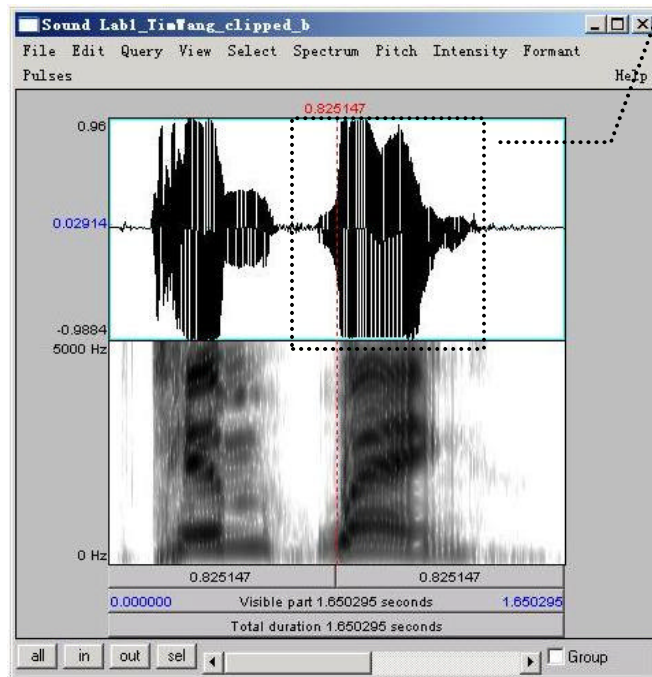 Sound Lab1_TimWang_clipped_b
File Edit Query View Select Spectrum Pitch Intensity Formant
Pulses Help
0.825147
0.96
0.02914
-0.9884
5000 Hz
0 Hz
0.825147 0.825147
0.000000 Visible part 1.650295 seconds 1.650295
Total duration 1.650295 seconds
all in out sel Group